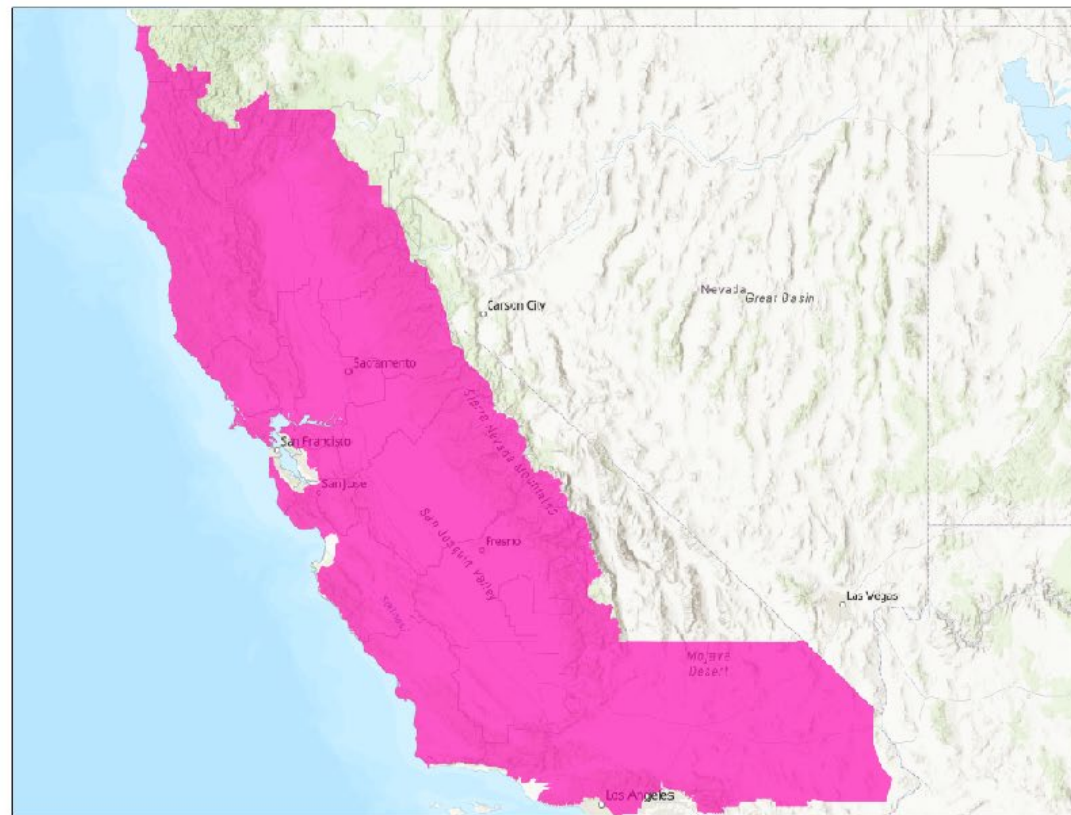 Nevada
Great Basin
Carson City
Sacramento
Sierra Nevada Mountains
San Francisco
San Jose
San Joaquin Valley
Fresno
Salinas
Las Vegas
Mojave
Desert
Los Angeles